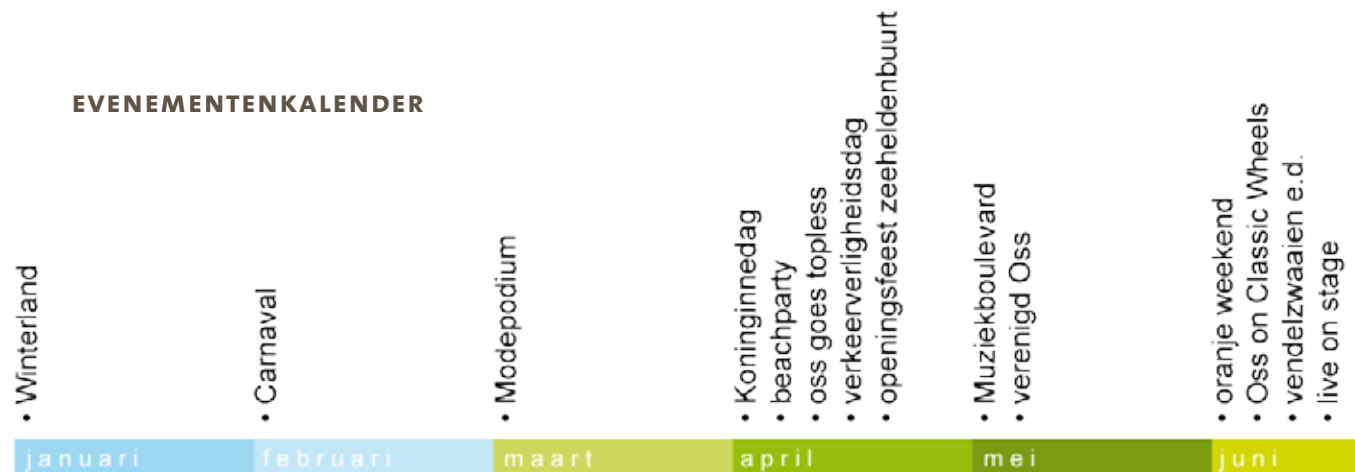 EVENEMENTENKALENDER
• Winterland
• Carnaval
• Modepodium
• Koninginnedag
• beachparty
• oss goes topless
• verkeerverligheidsdag
• openingsfeest zeeheldenbuurt
• Muziekboulevard
• verenigd Oss
• oranje weekend
• Oss on Classic Wheels
• vendelzwaaien e.d.
• live on stage
januari
februari
maart
april
mei
juni